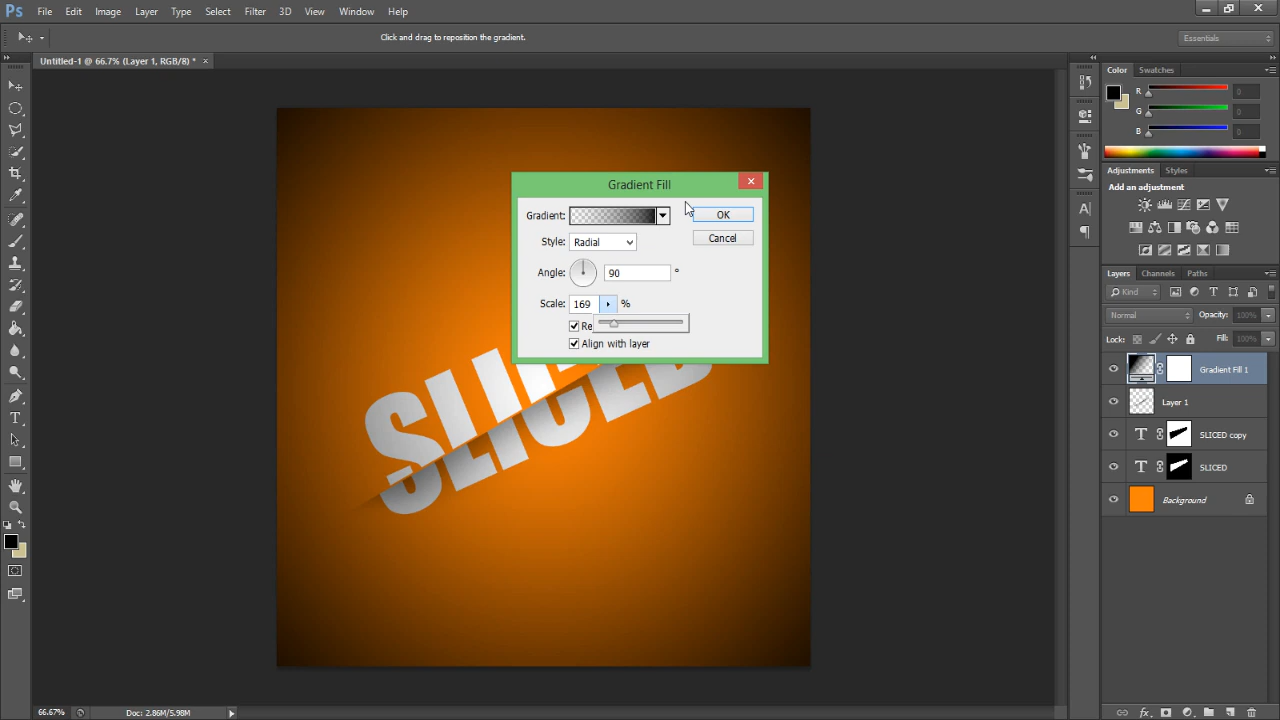 Ps File Edit Image Layer Type Select Filter 3D View Window Help
Click and drag to reposition the gradient.
Essentials
Untitled-1 @ 66.7% (Layer 1, RGB/8) * ×
Color Swatches
R 0
G 0
B 0
Adjustments Styles
Add an adjustment
Gradient Fill
Gradient: OK
Style: Radial Cancel
Angle: 90 °
Scale: 169 %
Re
Align with layer
SLICED
Layers Channels Paths
Kind
Normal Opacity: 100%
Lock: Fill: 100%
Gradient Fill 1
Layer 1
SLICED copy
SLICED
Background
66.67% Doc: 2.86M/5.98M